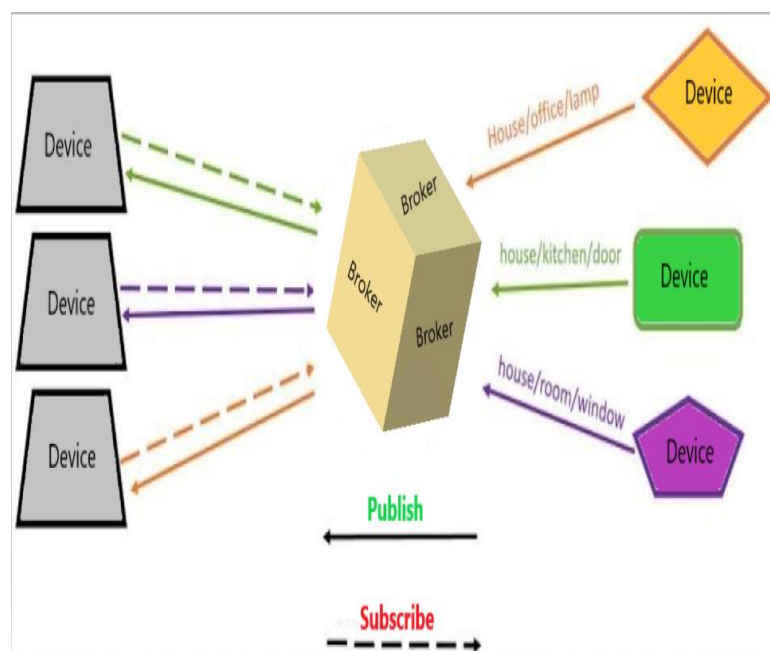 Device
Device
Device
Broker
Broker
Broker
House/office/lamp
house/kitchen/door
house/room/window
Device
Device
Device
Publish
Subscribe